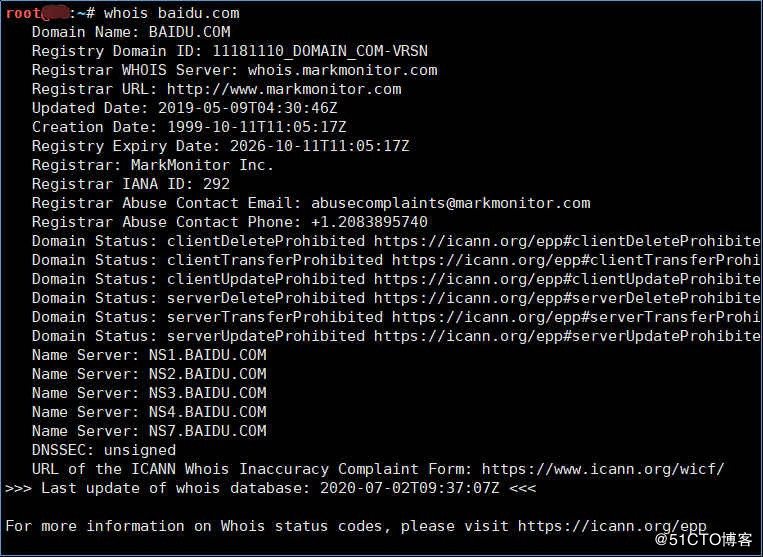 root@:~# whois baidu.com
Domain Name: BAIDU.COM
Registry Domain ID: 11181110_DOMAIN_COM-VRSN
Registrar WHOIS Server: whois.markmonitor.com
Registrar URL: http://www.markmonitor.com
Updated Date: 2019-05-09T04:30:46Z
Creation Date: 1999-10-11T11:05:17Z
Registry Expiry Date: 2026-10-11T11:05:17Z
Registrar: MarkMonitor Inc.
Registrar IANA ID: 292
Registrar Abuse Contact Email: abusecomplaints@markmonitor.com
Registrar Abuse Contact Phone: +1.2083895740
Domain Status: clientDeleteProhibited https://icann.org/epp#clientDeleteProhibite
Domain Status: clientTransferProhibited https://icann.org/epp#clientTransferProhi
Domain Status: clientUpdateProhibited https://icann.org/epp#clientUpdateProhibite
Domain Status: serverDeleteProhibited https://icann.org/epp#serverDeleteProhibite
Domain Status: serverTransferProhibited https://icann.org/epp#serverTransferProhi
Domain Status: serverUpdateProhibited https://icann.org/epp#serverUpdateProhibite
Name Server: NS1.BAIDU.COM
Name Server: NS2.BAIDU.COM
Name Server: NS3.BAIDU.COM
Name Server: NS4.BAIDU.COM
Name Server: NS7.BAIDU.COM
DNSSEC: unsigned
URL of the ICANN Whois Inaccuracy Complaint Form: https://www.icann.org/wicf/
>>> Last update of whois database: 2020-07-02T09:37:07Z <<<
For more information on Whois status codes, please visit https://icann.org/epp
@51CTO博客